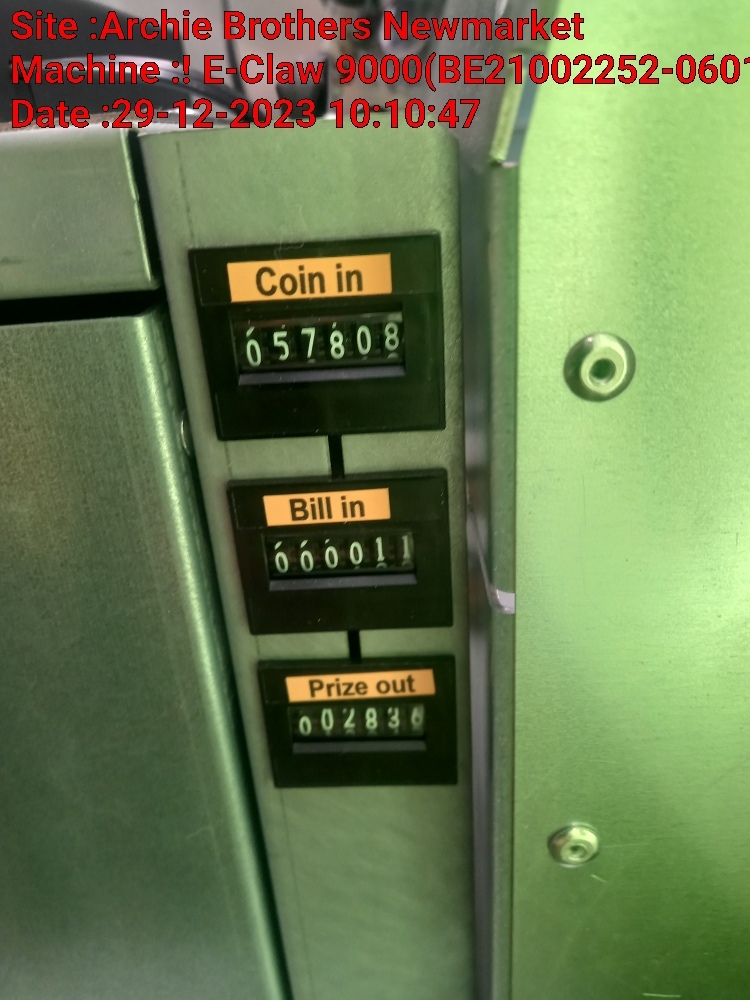 Site :Archie Brothers Newmarket
Machine :! E-Claw 9000(BE21002252-0601
Date :29-12-2023 10:10:47
Coin in
057808
Bill in
000011
Prize out
002836